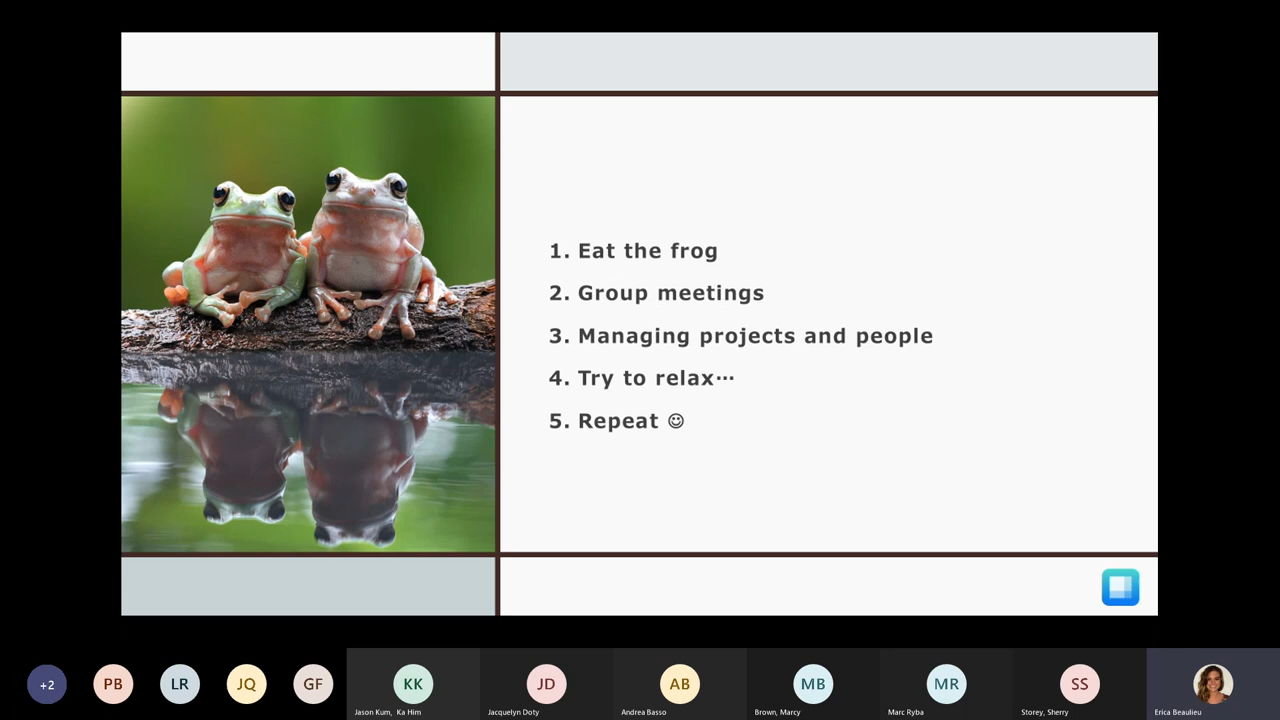 1. Eat the frog
2. Group meetings
3. Managing projects and people
4. Try to relax…
5. Repeat ☺
+2
PB
LR
JQ
GF
KK
JD
AB
MB
MR
SS
Jason Kum, Ka Him
Jacquelyn Doty
Andrea Basso
Brown, Marcy
Marc Ryba
Storey, Sherry
Erica Beaulieu